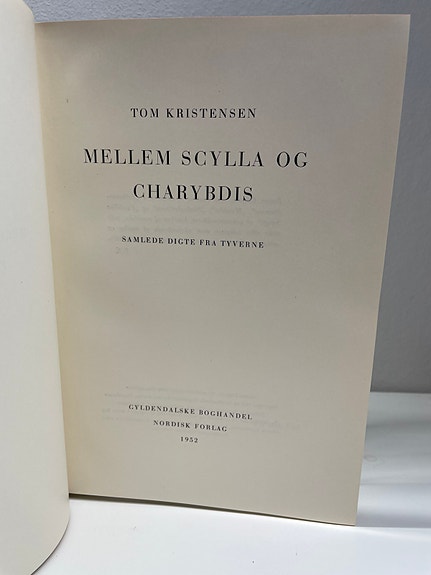 TOM KRISTENSEN
MELLEM SCYLLA OG
CHARYBDIS
SAMLEDE DIGTE FRA TYVERNE
GYLDENDALSKE BOGHANDEL
NORDISK FORLAG
1952